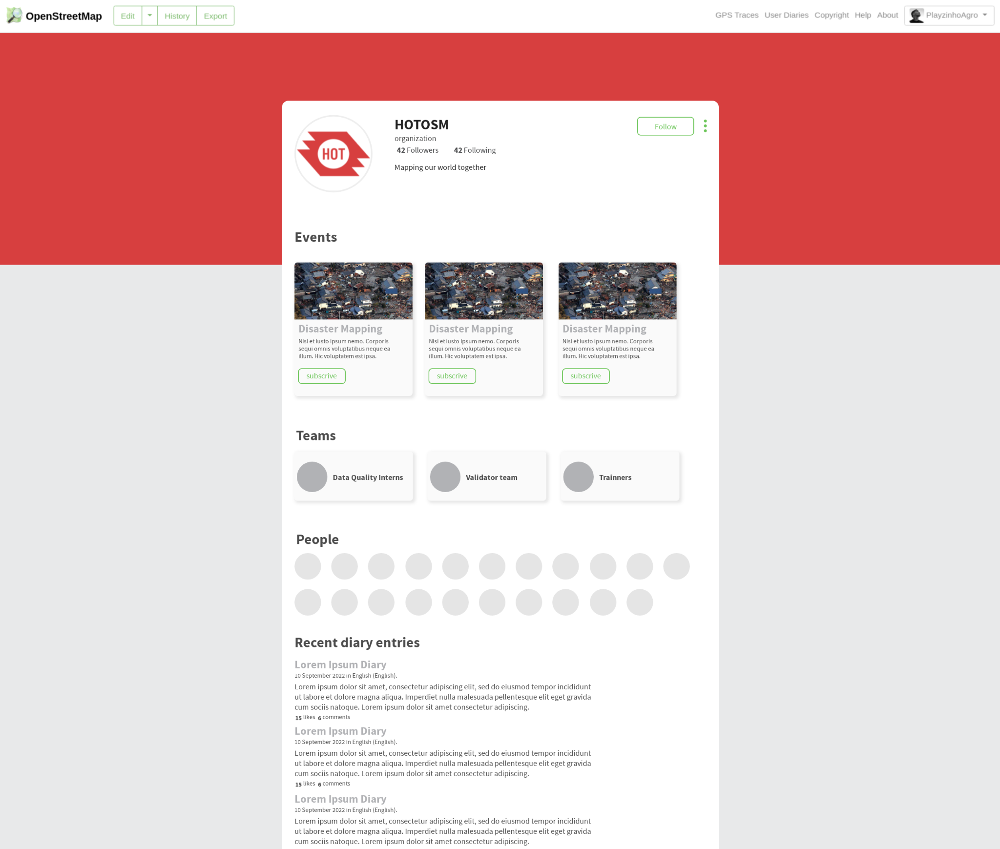 OpenStreetMap
Edit
History
Export
GPS Traces
User Diaries
Copyright
Help
About
PlayzinhoAgro
HOT
HOTOSM
organization
42 Followers
42 Following
Mapping our world together
Follow
Events
Disaster Mapping
Nisi et iusto ipsum nemo. Corporis
sequi omnis voluptatibus neque ea
illum. Hic voluptatem est ipsa.
subscrive
Disaster Mapping
Nisi et iusto ipsum nemo. Corporis
sequi omnis voluptatibus neque ea
illum. Hic voluptatem est ipsa.
subscrive
Disaster Mapping
Nisi et iusto ipsum nemo. Corporis
sequi omnis voluptatibus neque ea
illum. Hic voluptatem est ipsa.
subscrive
Teams
Data Quality Interns
Validator team
Trainners
People
Recent diary entries
Lorem Ipsum Diary
10 September 2022 in English (English).
Lorem ipsum dolor sit amet, consectetur adipiscing elit, sed do eiusmod tempor incididunt
ut labore et dolore magna aliqua. Imperdiet nulla malesuada pellentesque elit eget gravida
cum sociis natoque. Lorem ipsum dolor sit amet consectetur adipiscing.
15 likes 6 comments
Lorem Ipsum Diary
10 September 2022 in English (English).
Lorem ipsum dolor sit amet, consectetur adipiscing elit, sed do eiusmod tempor incididunt
ut labore et dolore magna aliqua. Imperdiet nulla malesuada pellentesque elit eget gravida
cum sociis natoque. Lorem ipsum dolor sit amet consectetur adipiscing.
15 likes 6 comments
Lorem Ipsum Diary
10 September 2022 in English (English).
Lorem ipsum dolor sit amet, consectetur adipiscing elit, sed do eiusmod tempor incididunt
ut labore et dolore magna aliqua. Imperdiet nulla malesuada pellentesque elit eget gravida
cum sociis natoque. Lorem ipsum dolor sit amet consectetur adipiscing.